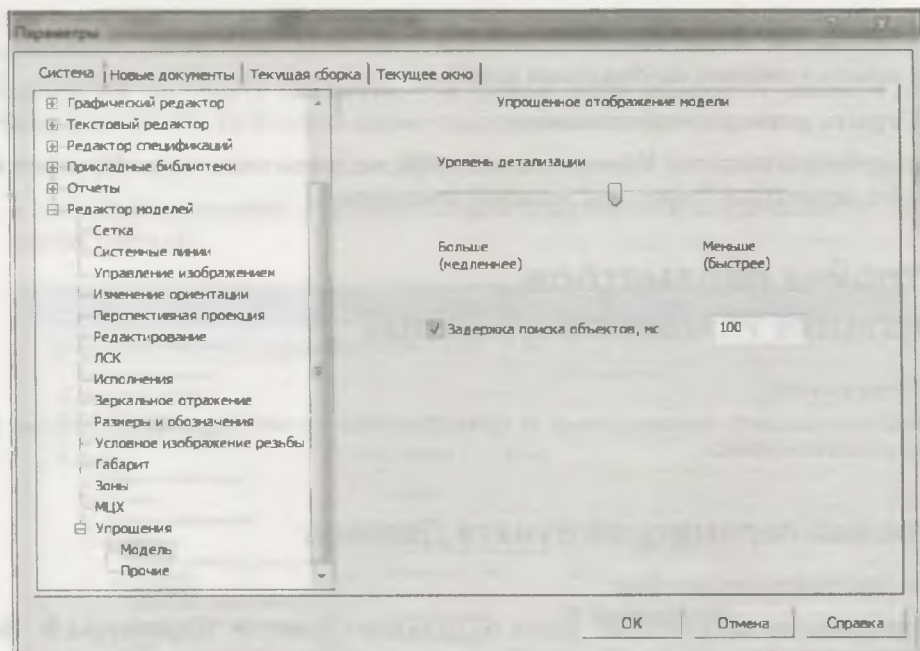 Параметры
Система Новые документы Текущая сборка Текущее окно
Графический редактор
Текстовый редактор
Редактор спецификаций
Прикладные библиотеки
Отчеты
Редактор моделей
Сетка
Системные линии
Управление изображением
Изменение ориентации
Перспективная проекция
Редактирование
ЛСК
Исполнения
Зеркальное отражение
Размеры и обозначения
Условное изображение резьбы
Габарит
Зоны
МЦХ
Упрощения
Модель
Прочие
Упрощенное отображение модели
Уровень детализации
Больше
(медленнее)
Меньше
(быстрее)
Задержка поиска объектов, мс 100
OK Отмена Справка